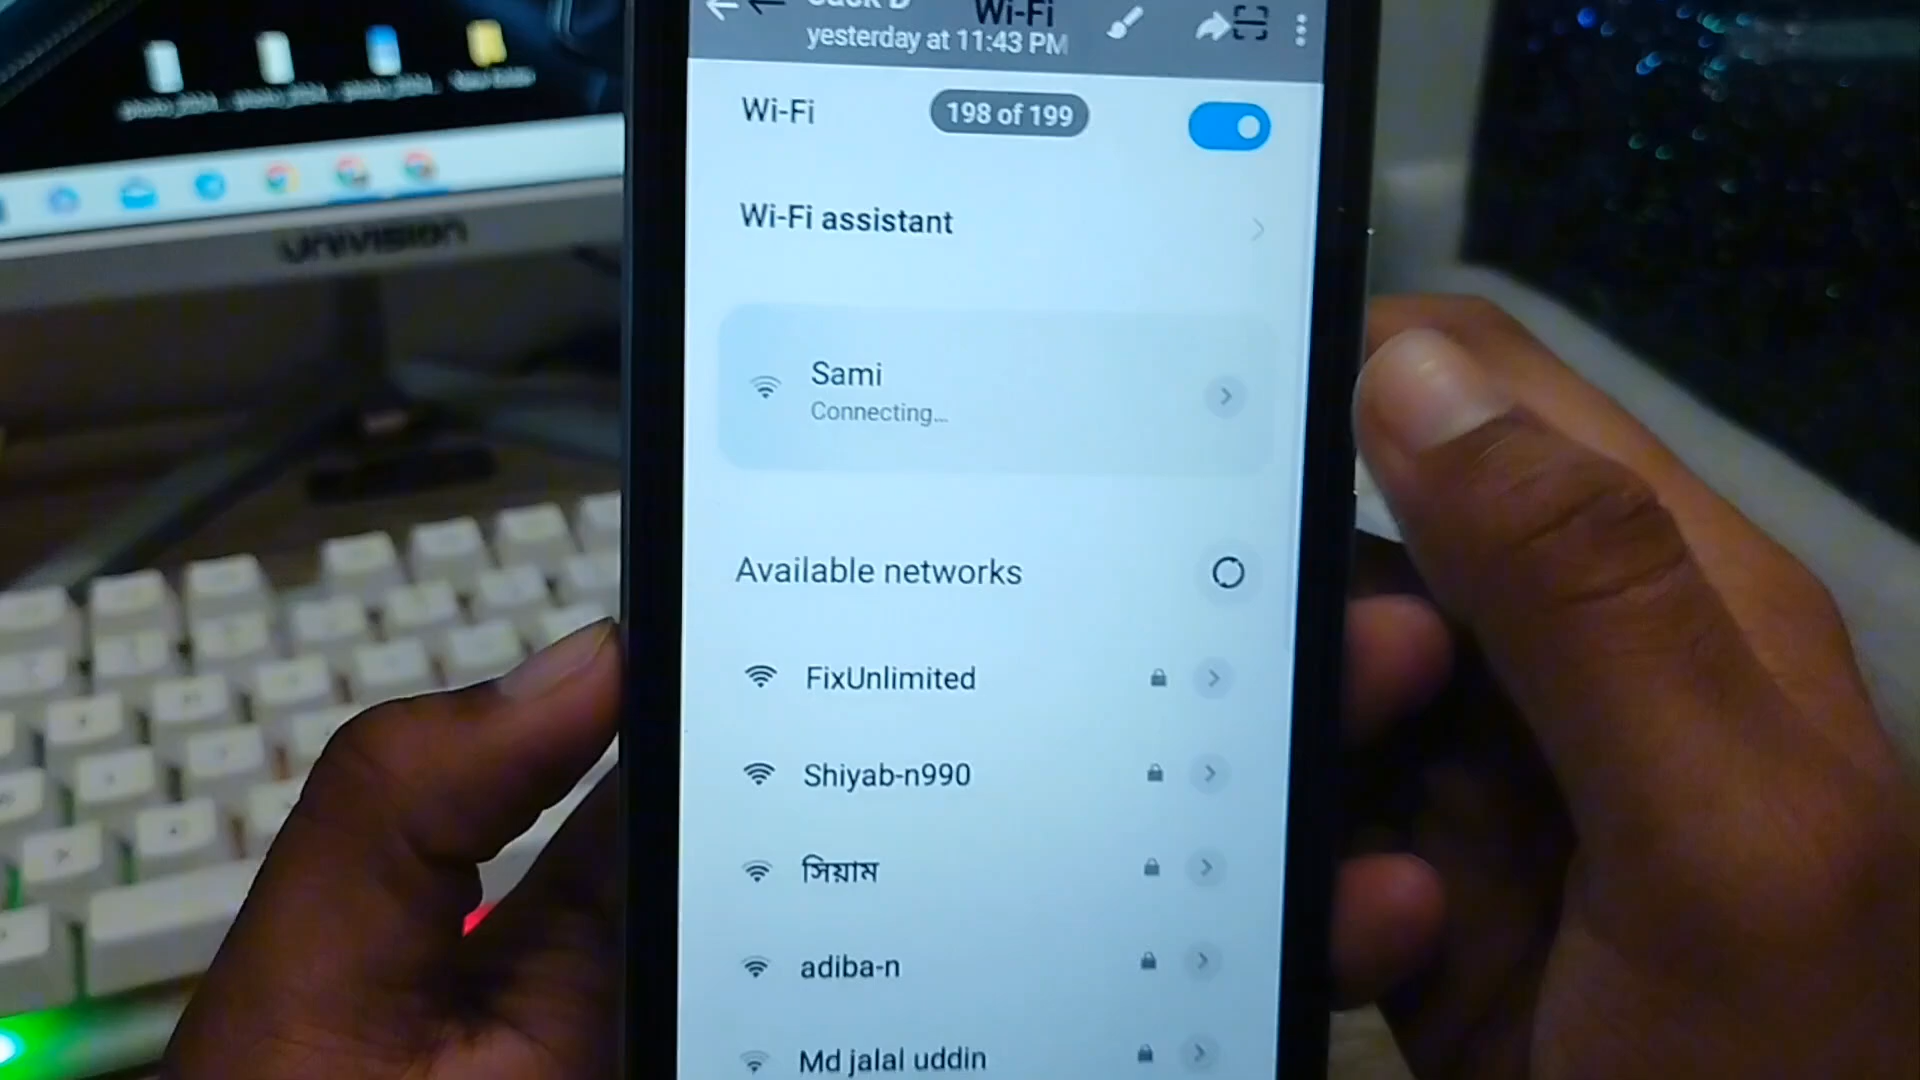 Wi-Fi
yesterday at 11:43 PM
Wi-Fi
198 of 199
Wi-Fi assistant
Sami
Connecting...
Available networks
FixUnlimited
Shiyab-n990
সিয়াম
adiba-n
Md jalal uddin
UNIVISION